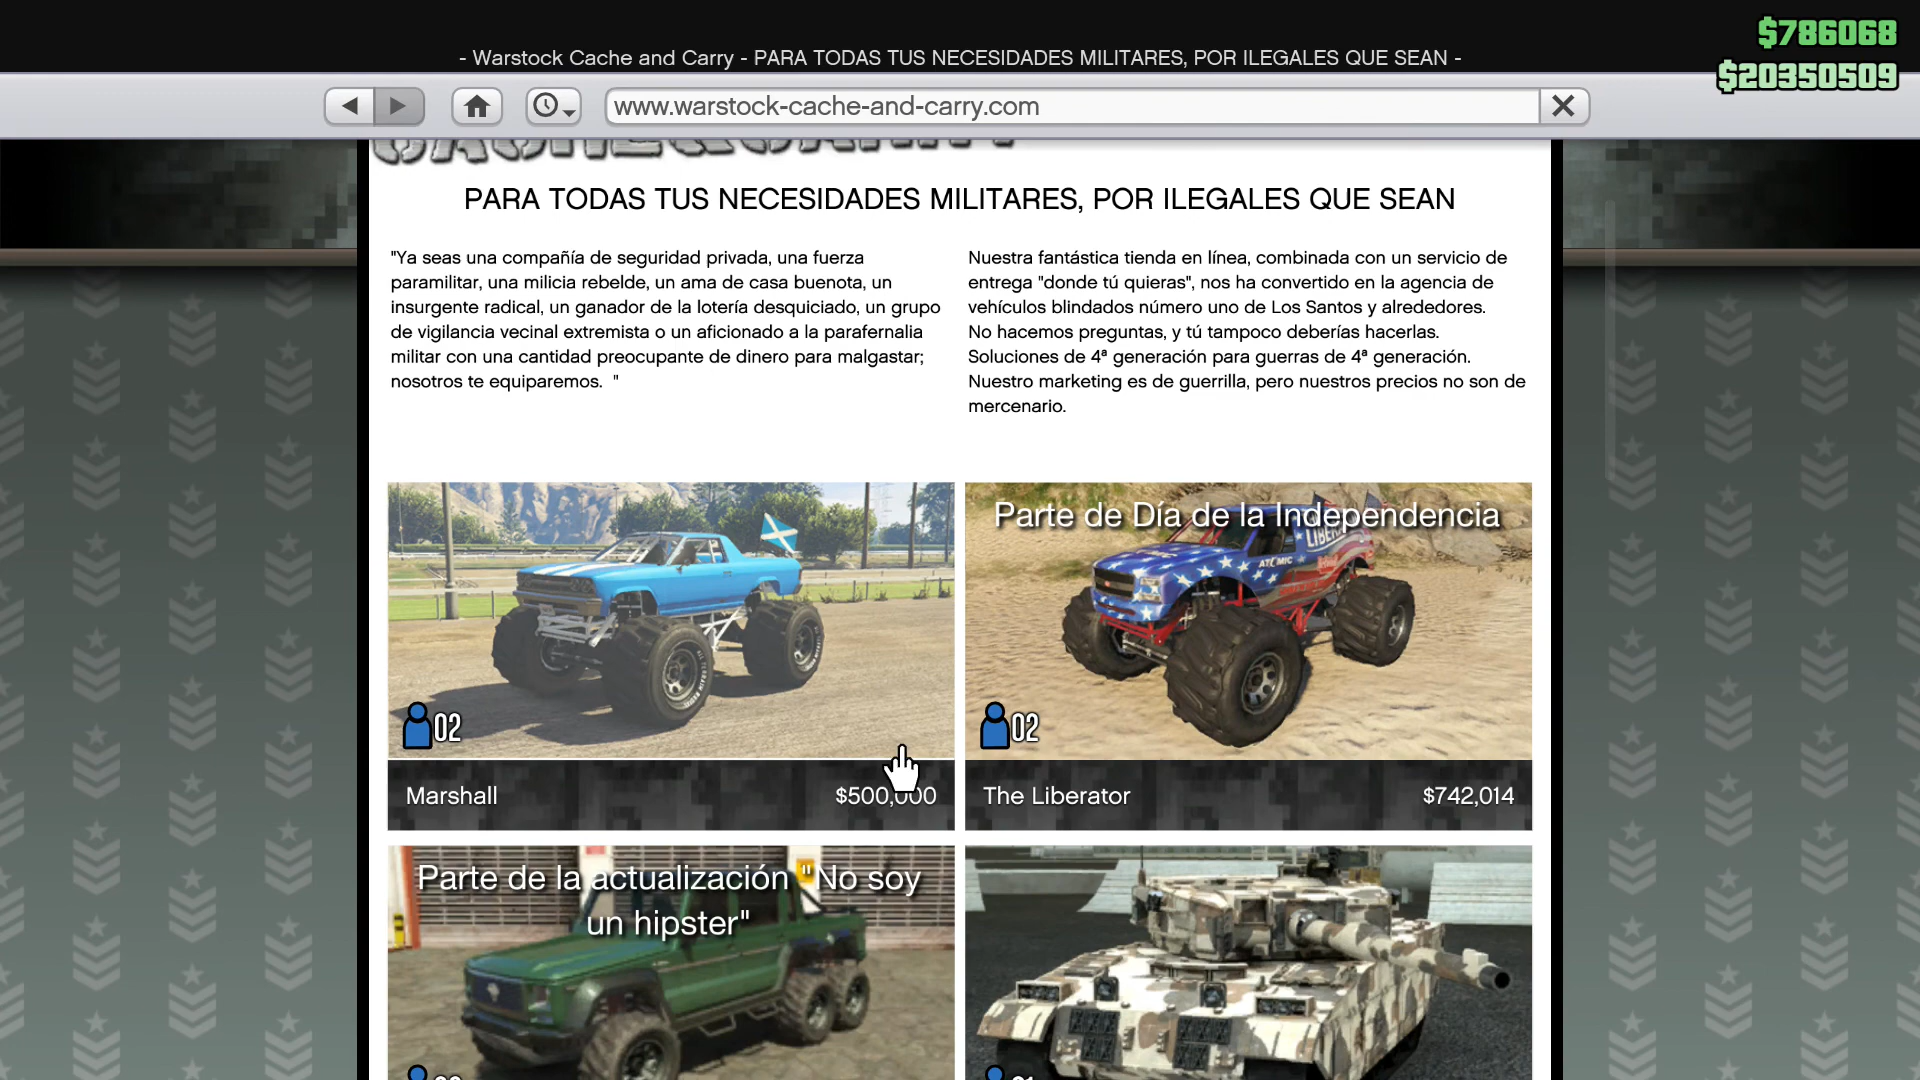 $786068
- Warstock Cache and Carry - PARA TODAS TUS NECESIDADES MILITARES, POR ILEGALES QUE SEAN -
$20350509
www.warstock-cache-and-carry.com
PARA TODAS TUS NECESIDADES MILITARES, POR ILEGALES QUE SEAN
"Ya seas una compañía de seguridad privada, una fuerza
paramilitar, una milicia rebelde, un ama de casa buenota, un
insurgente radical, un ganador de la lotería desquiciado, un grupo
de vigilancia vecinal extremista o un aficionado a la parafernalia
militar con una cantidad preocupante de dinero para malgastar;
nosotros te equiparemos.  "
Nuestra fantástica tienda en línea, combinada con un servicio de
entrega "donde tú quieras", nos ha convertido en la agencia de
vehículos blindados número uno de Los Santos y alrededores.
No hacemos preguntas, y tú tampoco deberías hacerlas.
Soluciones de 4ª generación para guerras de 4ª generación.
Nuestro marketing es de guerrilla, pero nuestros precios no son de
mercenario.
02
Marshall
$500,000
Parte de Día de la Independencia
ATOMIC
02
The Liberator
$742,014
Parte de la actualización "No soy
un hipster"